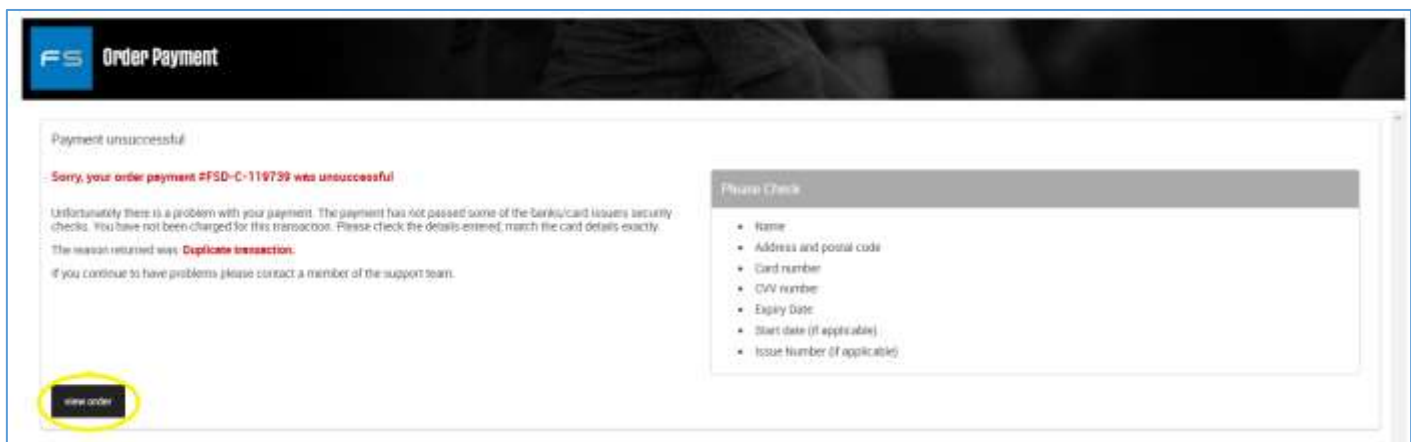 FS
Order Payment
Payment unsuccessful
Sorry, your order payment #FSD-C-119739 was unsuccessful
Unfortunately there is a problem with your payment. The payment has not passed some of the banks/card issuers security
checks. You have not been charged for this transaction. Please check the details entered, match the card details exactly.
The reason returned was: Duplicate transaction.
If you continue to have problems please contact a member of the support team.
Please Check
Name
Address and postal code
Card number
CVV number
Expiry Date
Start date (if applicable)
Issue Number (if applicable)
view order